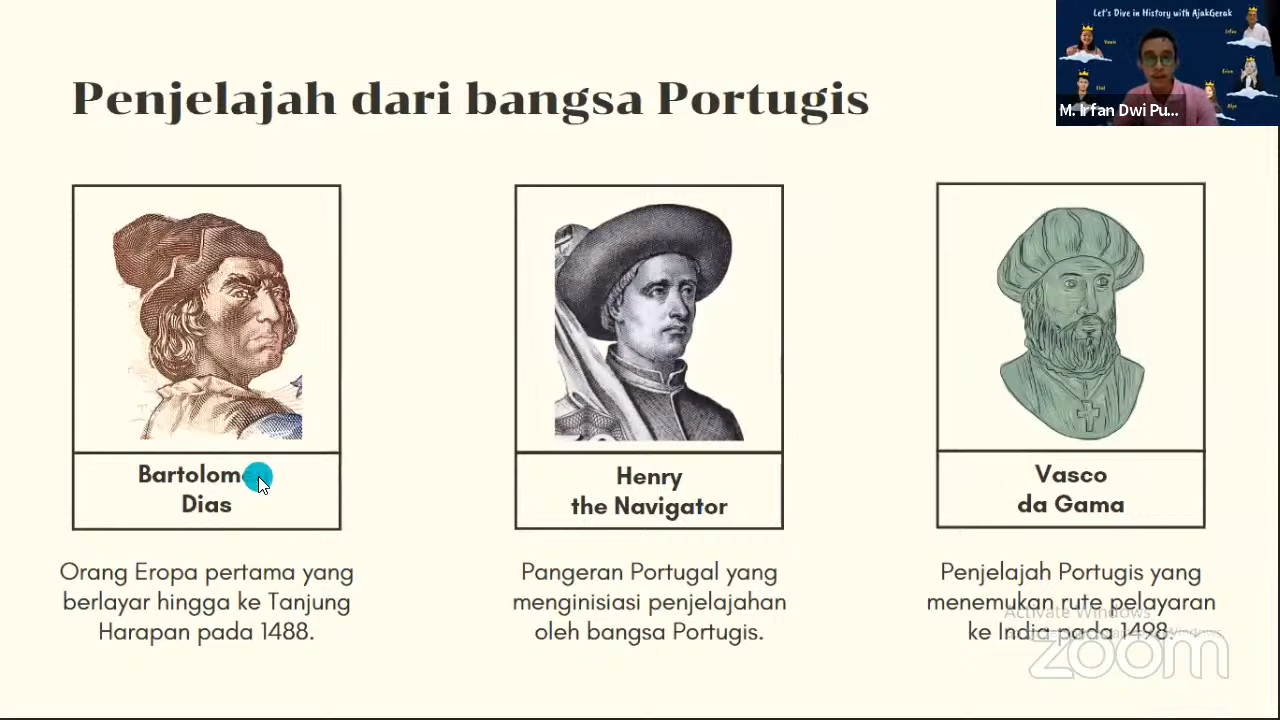 Let's Dive in History with AjakGerak
M. Irfan Dwi Pu...
Penjelajah dari bangsa Portugis
Dias
Orang Eropa pertama yang
berlayar hingga ke Tanjung
Harapan pada 1488.
Henry
the Navigator
Pangeran Portugal yang
menginisiasi penjelajahan
oleh bangsa Portugis.
Vasco
da Gama
Penjelajah Portugis yang
menemukan rute pelayaran
ke India pada 1498.
Activate Windows
zoom